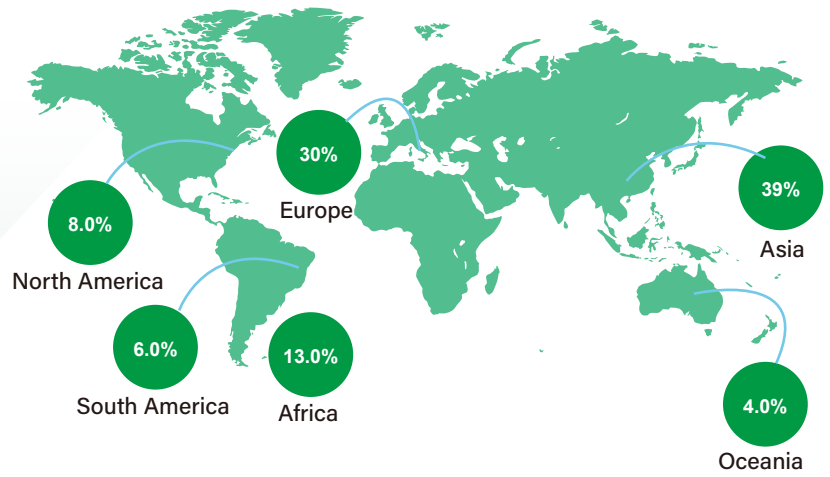 30%
Europe
39%
Asia
8.0%
North America
6.0%
South America
13.0%
Africa
4.0%
Oceania